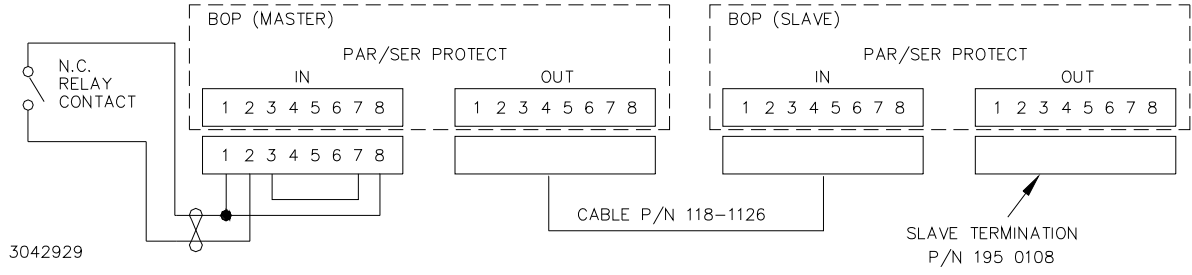 BOP (MASTER)
BOP (SLAVE)
PAR/SER PROTECT
PAR/SER PROTECT
IN
OUT
IN
OUT
N.C.
RELAY
CONTACT
1 2 3 4 5 6 7 8
1 2 3 4 5 6 7 8
1 2 3 4 5 6 7 8
1 2 3 4 5 6 7 8
1 2 3 4 5 6 7 8
CABLE P/N 118-1126
SLAVE TERMINATION
P/N 195 0108
3042929